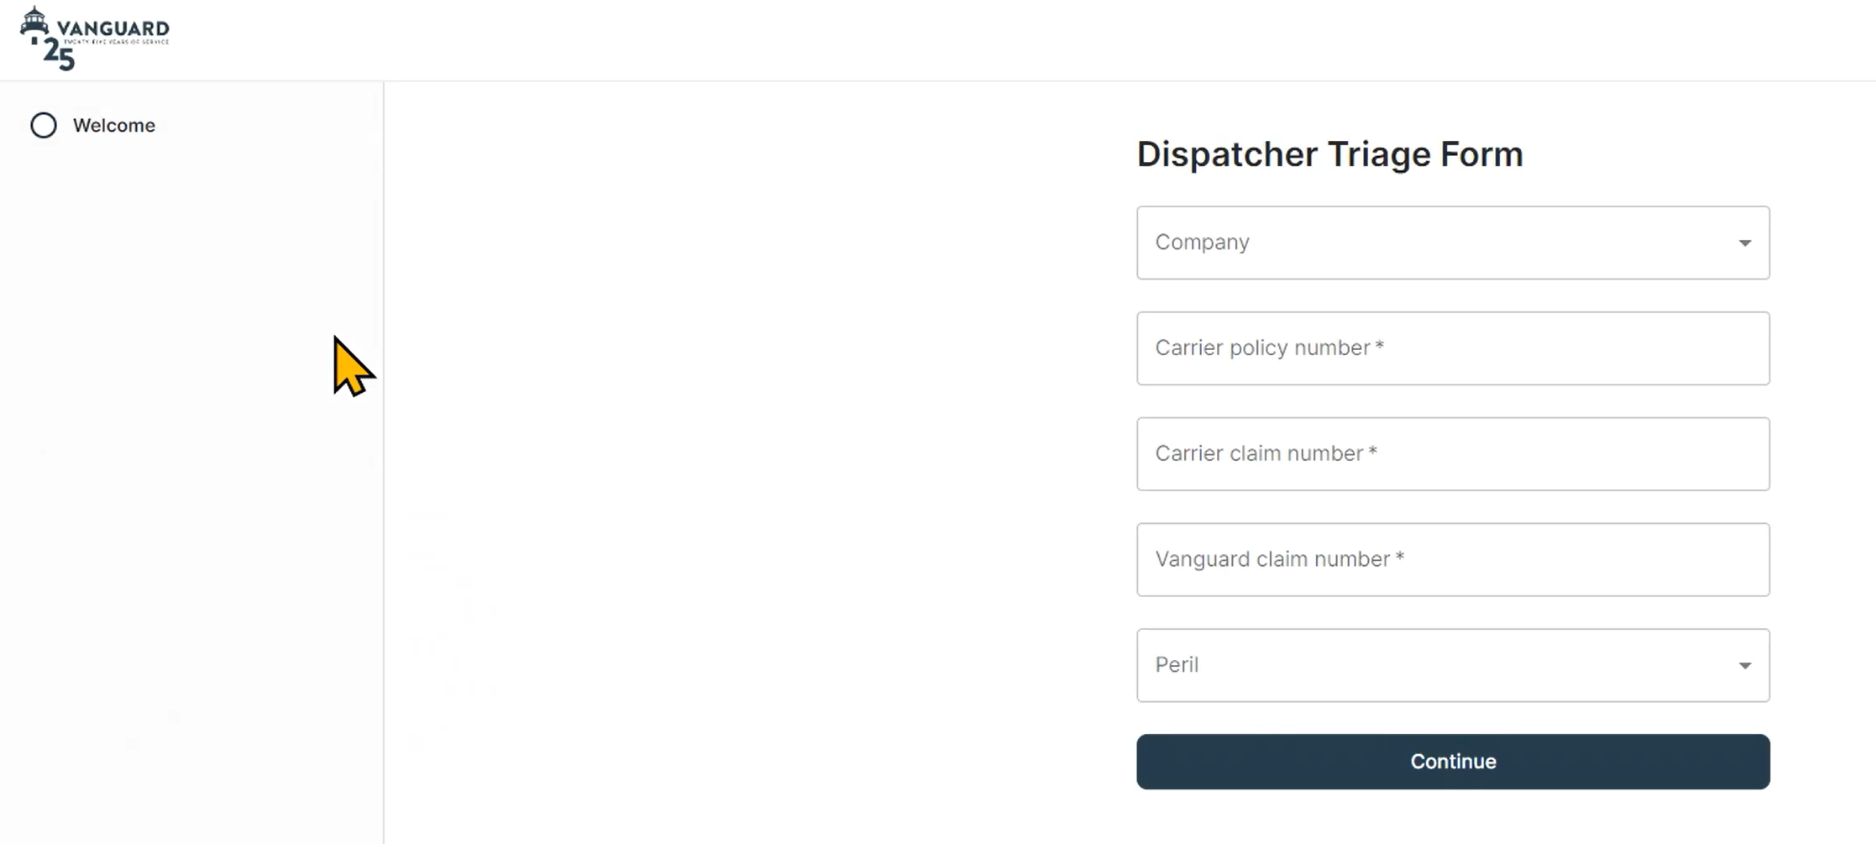 VANGUARD
TWENTY-FIVE YEARS OF SERVICE
25
Welcome
Dispatcher Triage Form
Company
Carrier policy number *
Carrier claim number *
Vanguard claim number *
Peril
Continue